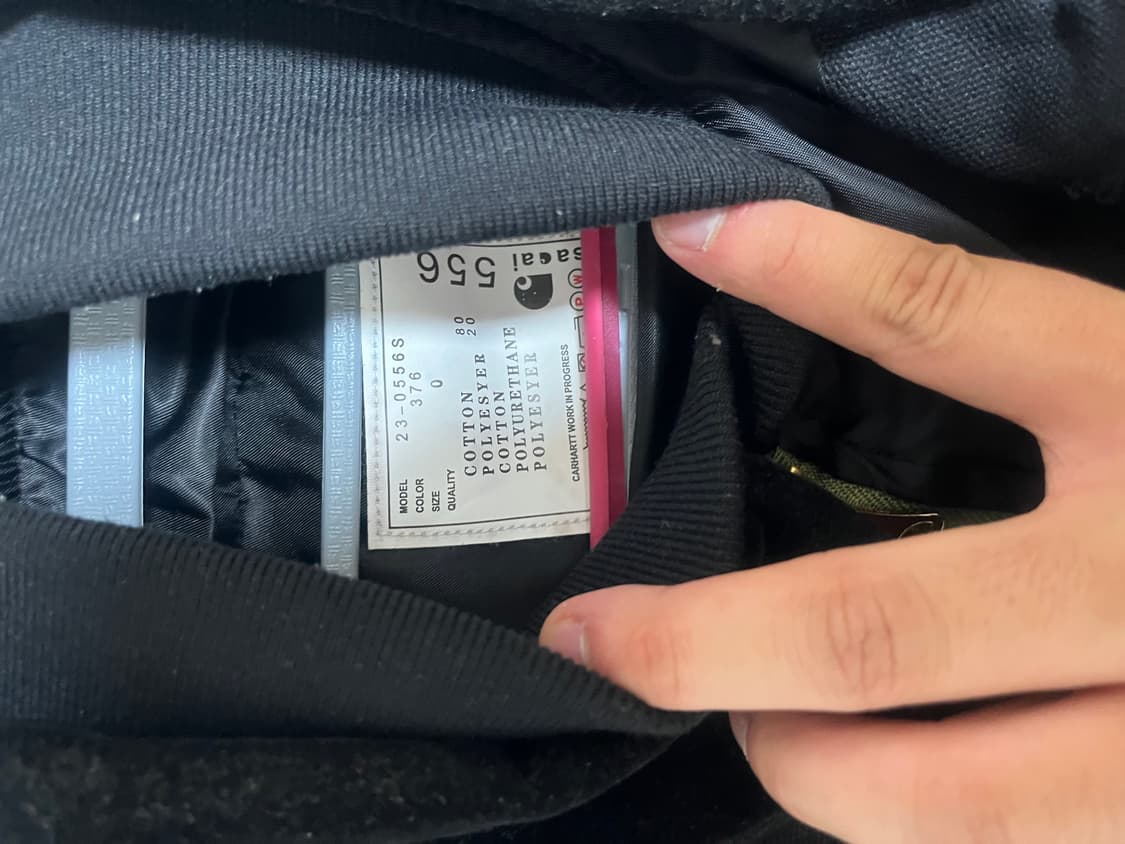 MODEL 23-0556S
COLOR 376
SIZE 0
QUALITY
COTTON 80
POLYESYER 20
COTTON
POLYURETHANE
POLYESYER
CARHARTT WORK IN PROGRESS
sacai
556